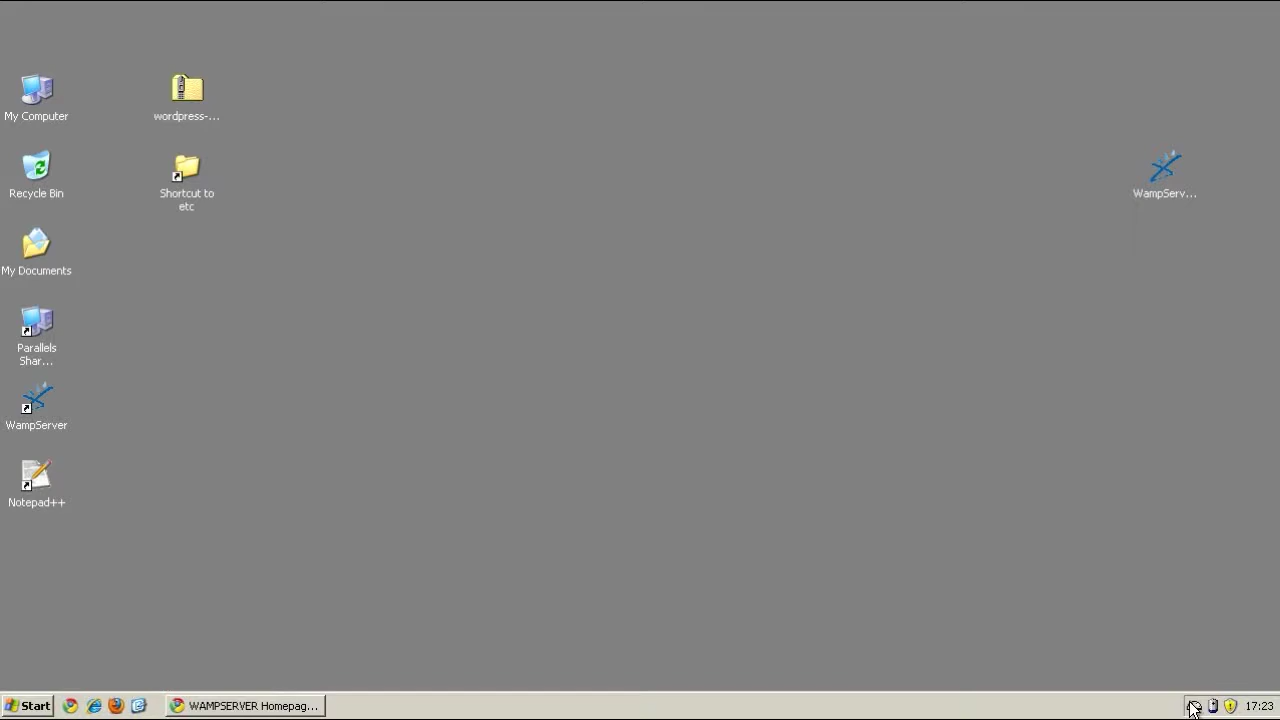 My Computer
wordpress-...
Recycle Bin
Shortcut to
etc
WampServ...
My Documents
Parallels
Shar...
WampServer
Notepad++
Start
WAMPSERVER Homepag...
17:23